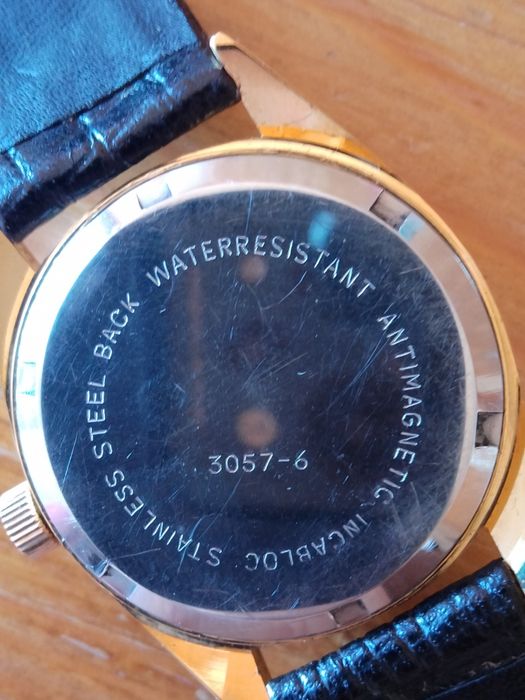 STAINLESS STEEL BACK WATERRESISTANT ANTIMAGNETIC INCABLOC
3057-6